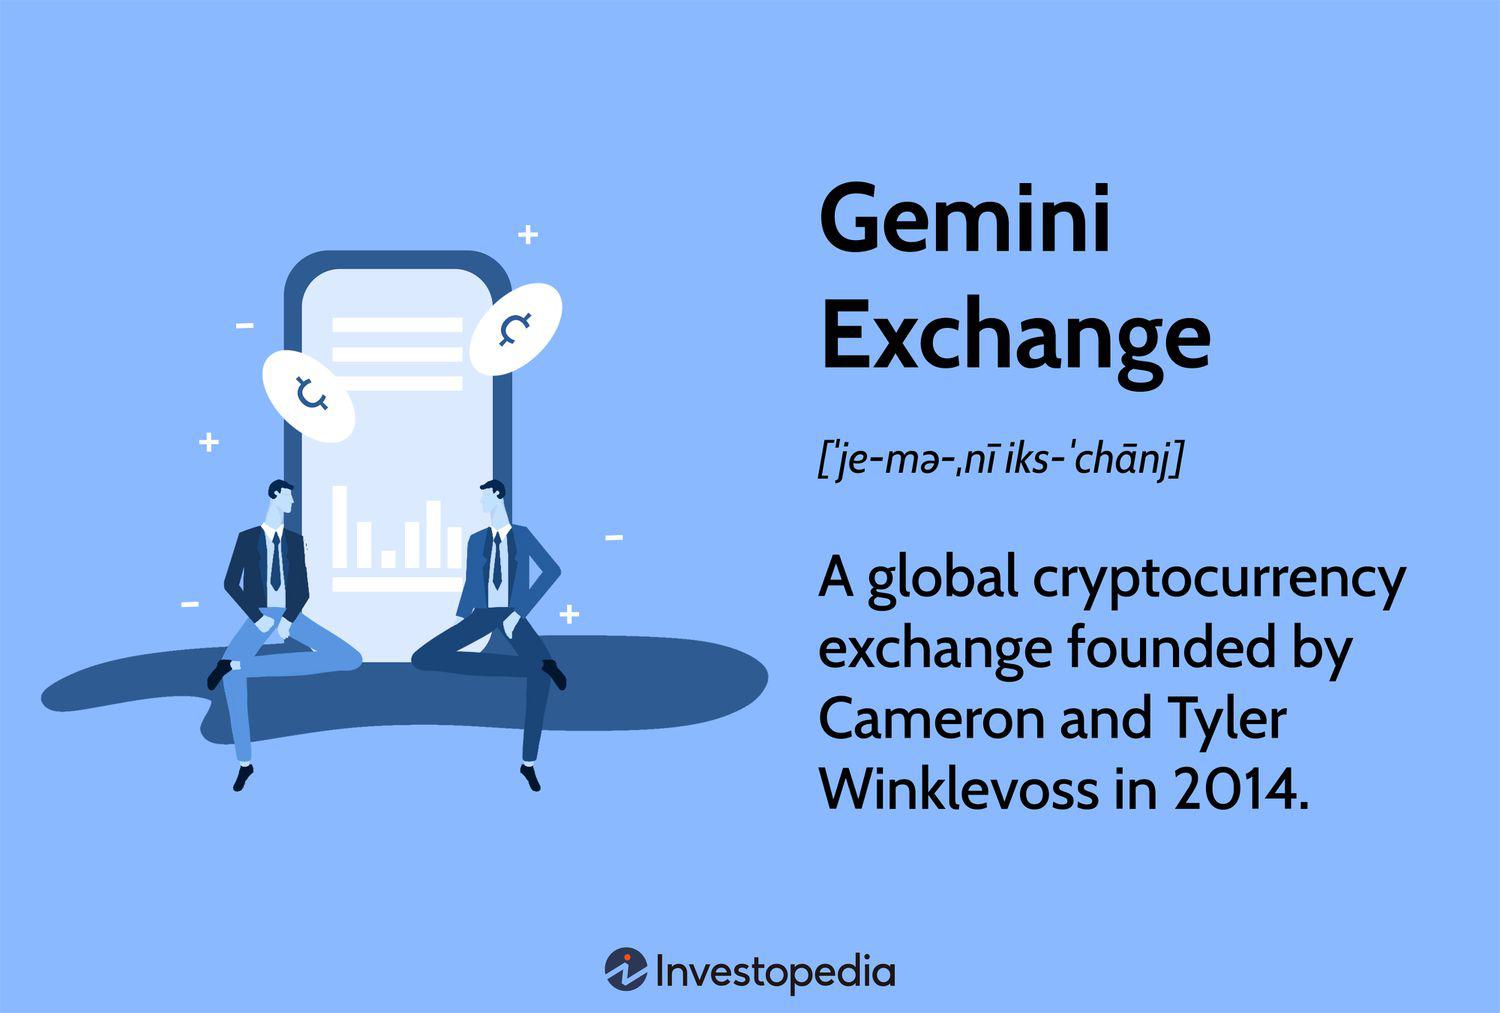 Gemini
Exchange
[ˈje-mə-ˌnī iks-ˈchānj]
A global cryptocurrency
exchange founded by
Cameron and Tyler
Winklevoss in 2014.
Investopedia